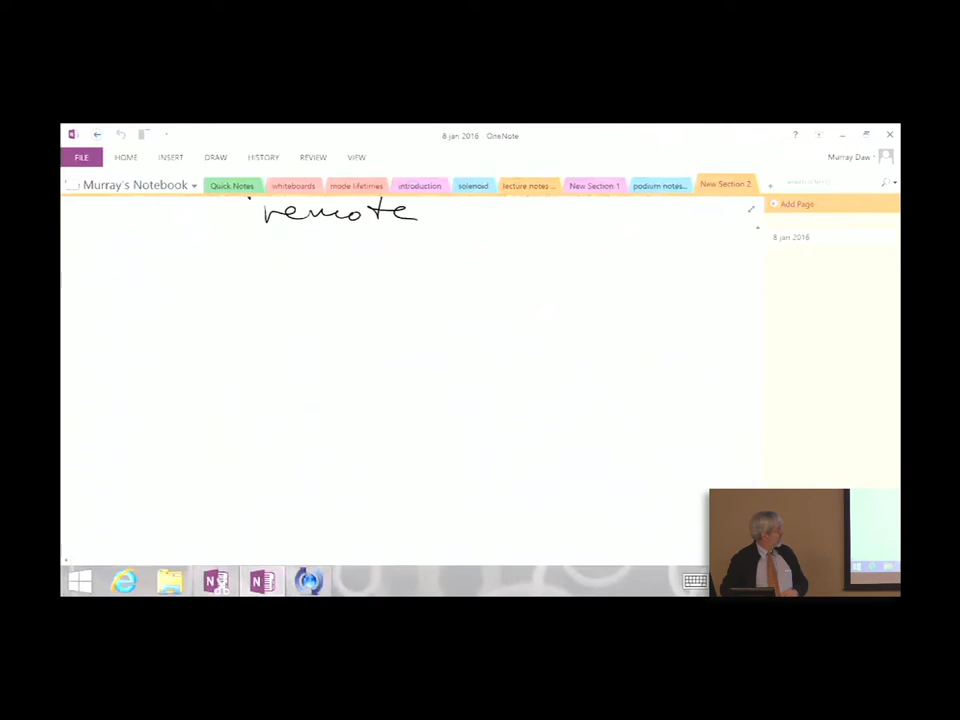 8 jan 2016 - OneNote
?
FILE HOME INSERT DRAW HISTORY REVIEW VIEW
Murray Daw
Murray's Notebook Quick Notes whiteboards mode lifetimes introduction solenoid lecture notes ... New Section 1 podium notes... New Section 2
remote
Add Page
8 jan 2016